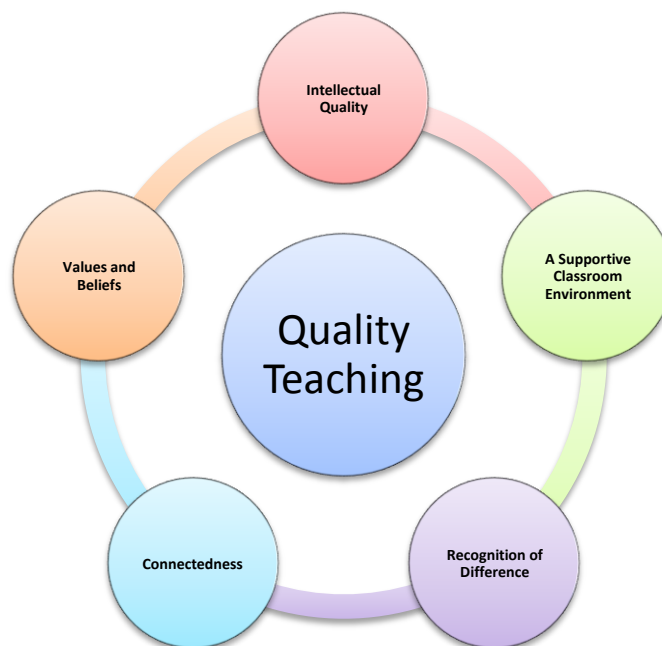 Intellectual
Quality
A Supportive
Classroom
Environment
Values and
Beliefs
Quality
Teaching
Connectedness
Recognition of
Difference